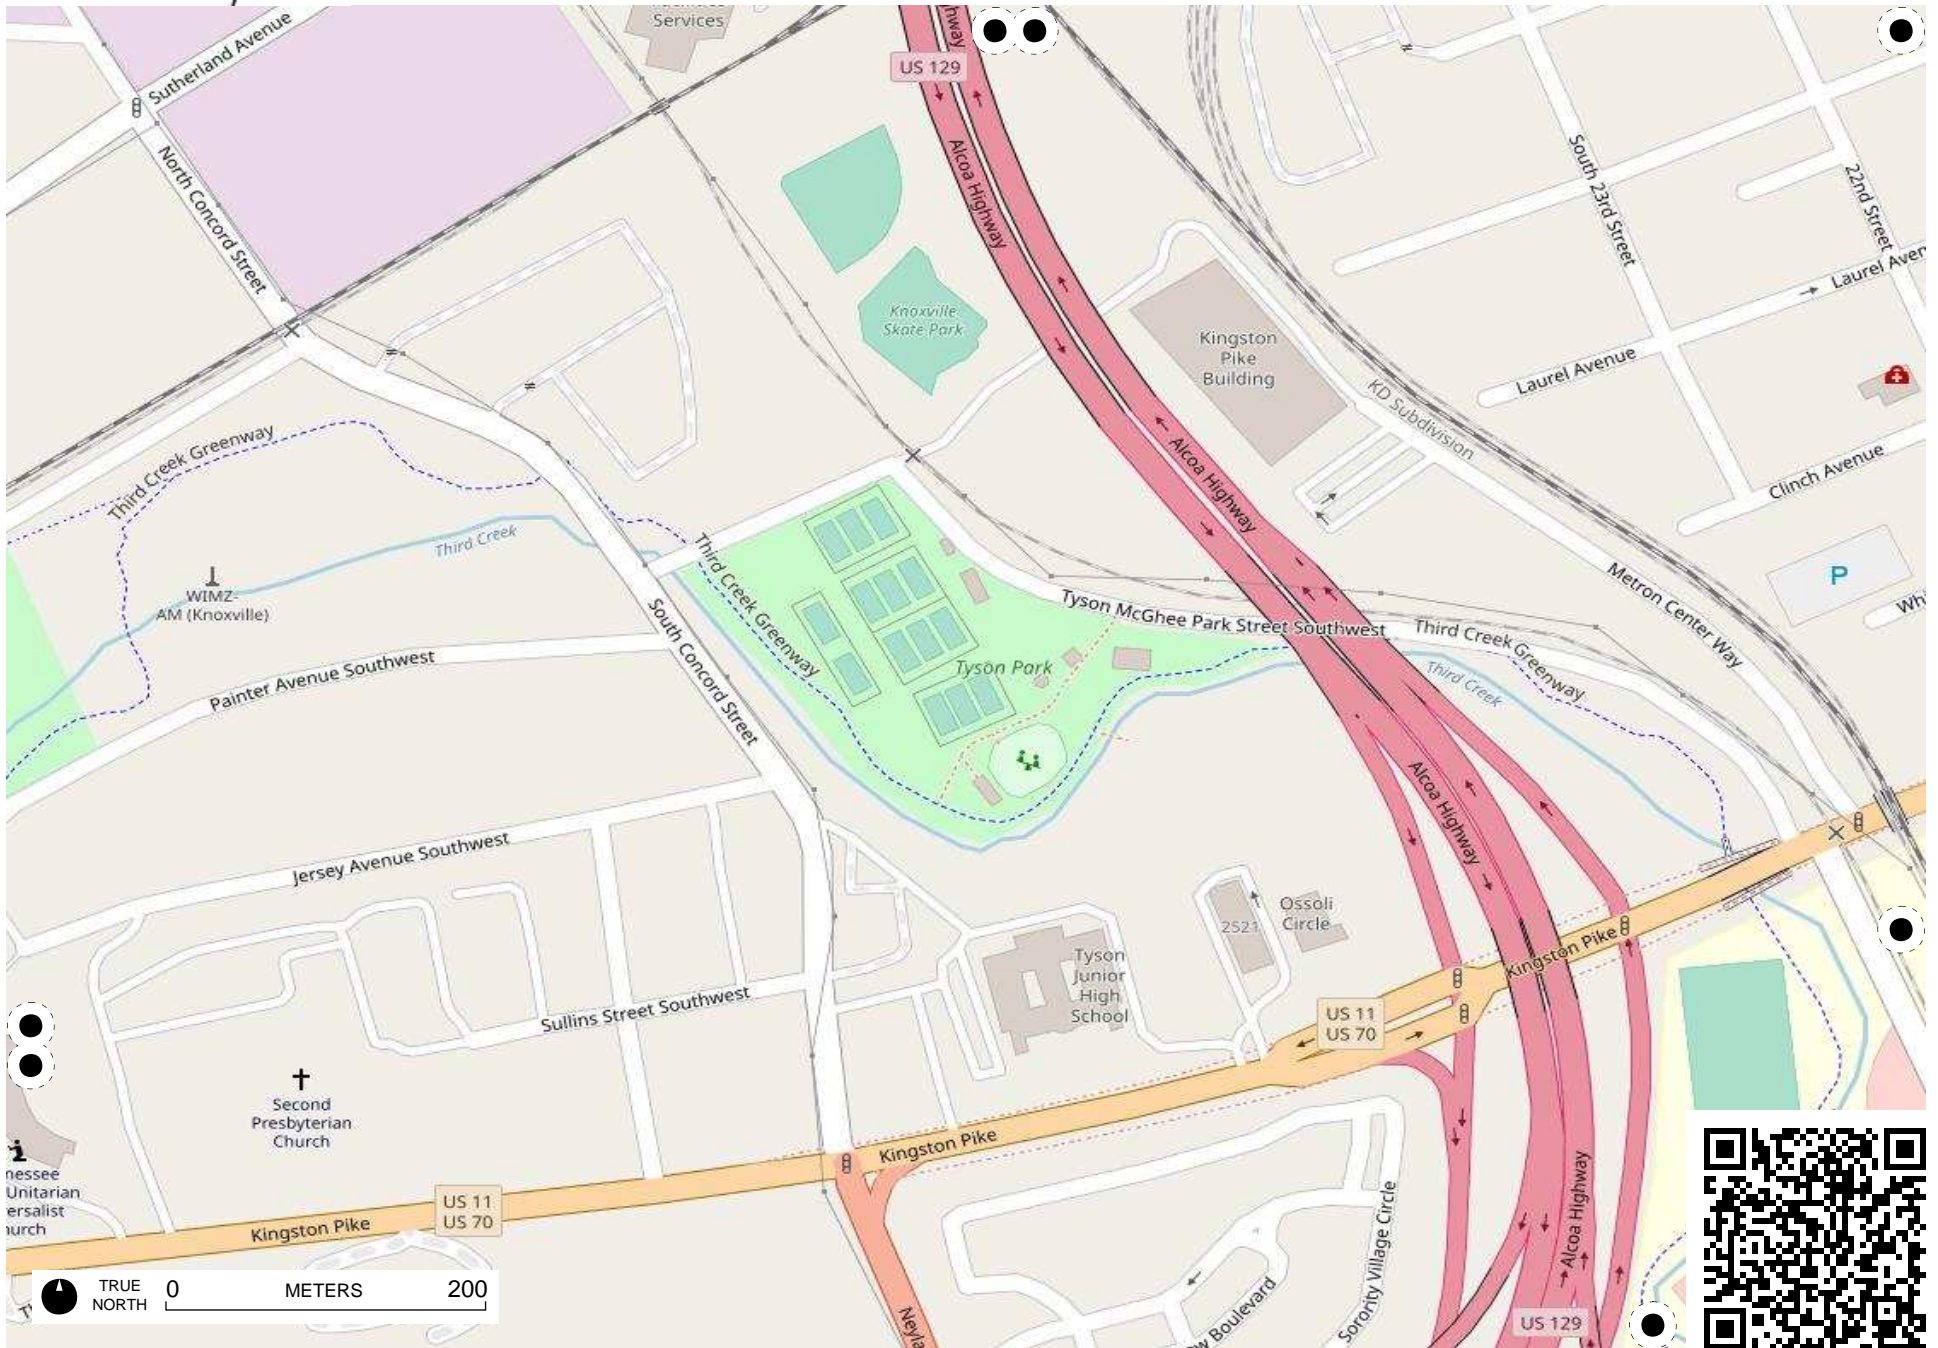 Services
Sutherland Avenue
US 129
hway
North Concord Street
Alcoa Highway
South 23rd Street
22nd Street
Laurel Aven
Knoxville
Skate Park
Kingston
Pike
Building
Laurel Avenue
KD Subdivision
Third Creek Greenway
Alcoa Highway
Clinch Avenue
Third Creek
Third Creek Greenway
WIMZ-
AM (Knoxville)
P
Metron Center Way
Whi
Tyson McGhee Park Street Southwest
Third Creek Greenway
South Concord Street
Painter Avenue Southwest
Tyson Park
Third Creek
Alcoa Highway
Jersey Avenue Southwest
2521
Ossoli
Circle
Kingston Pike
Tyson
Junior
High
School
Sullins Street Southwest
US 11
US 70
Second
Presbyterian
Church
Kingston Pike
nessee
Unitarian
ersalist
hurch
US 11
US 70
Kingston Pike
Alcoa Highway
Sorority Village Circle
TRUE
NORTH
0 METERS 200
Neyla
w Boulevard
US 129